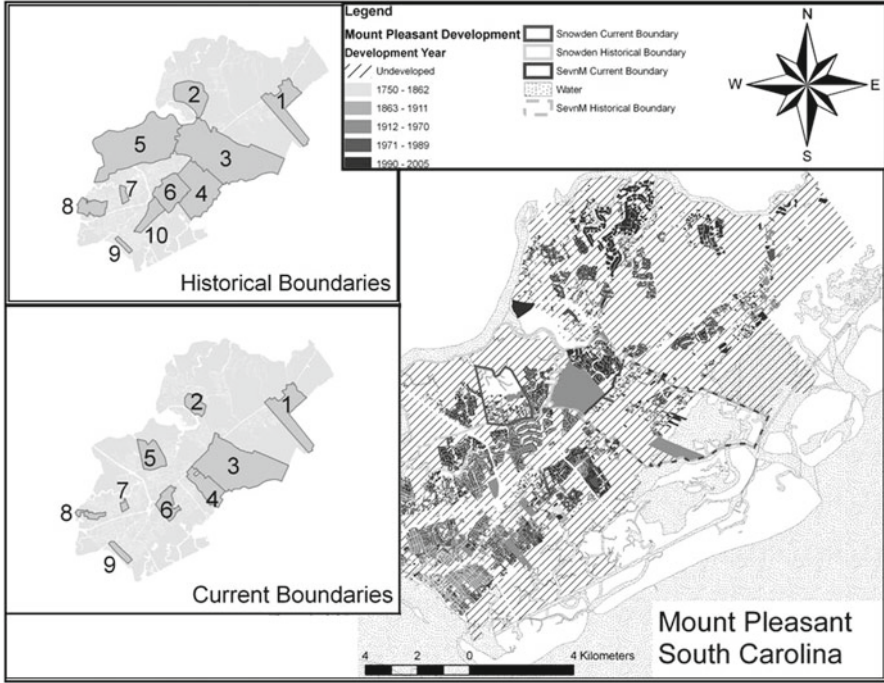 Legend
Mount Pleasant Development
Development Year
Undeveloped
1750 - 1862
1863 - 1911
1912 - 1970
1971 - 1989
1990 - 2005
Snowden Current Boundary
Snowden Historical Boundary
SevnM Current Boundary
Water
SevnM Historical Boundary
N
W
E
S
1
2
3
4
5
6
7
8
9
10
Historical Boundaries
1
2
3
4
5
6
7
8
9
Current Boundaries
4 2 0 4 Kilometers
Mount Pleasant
South Carolina